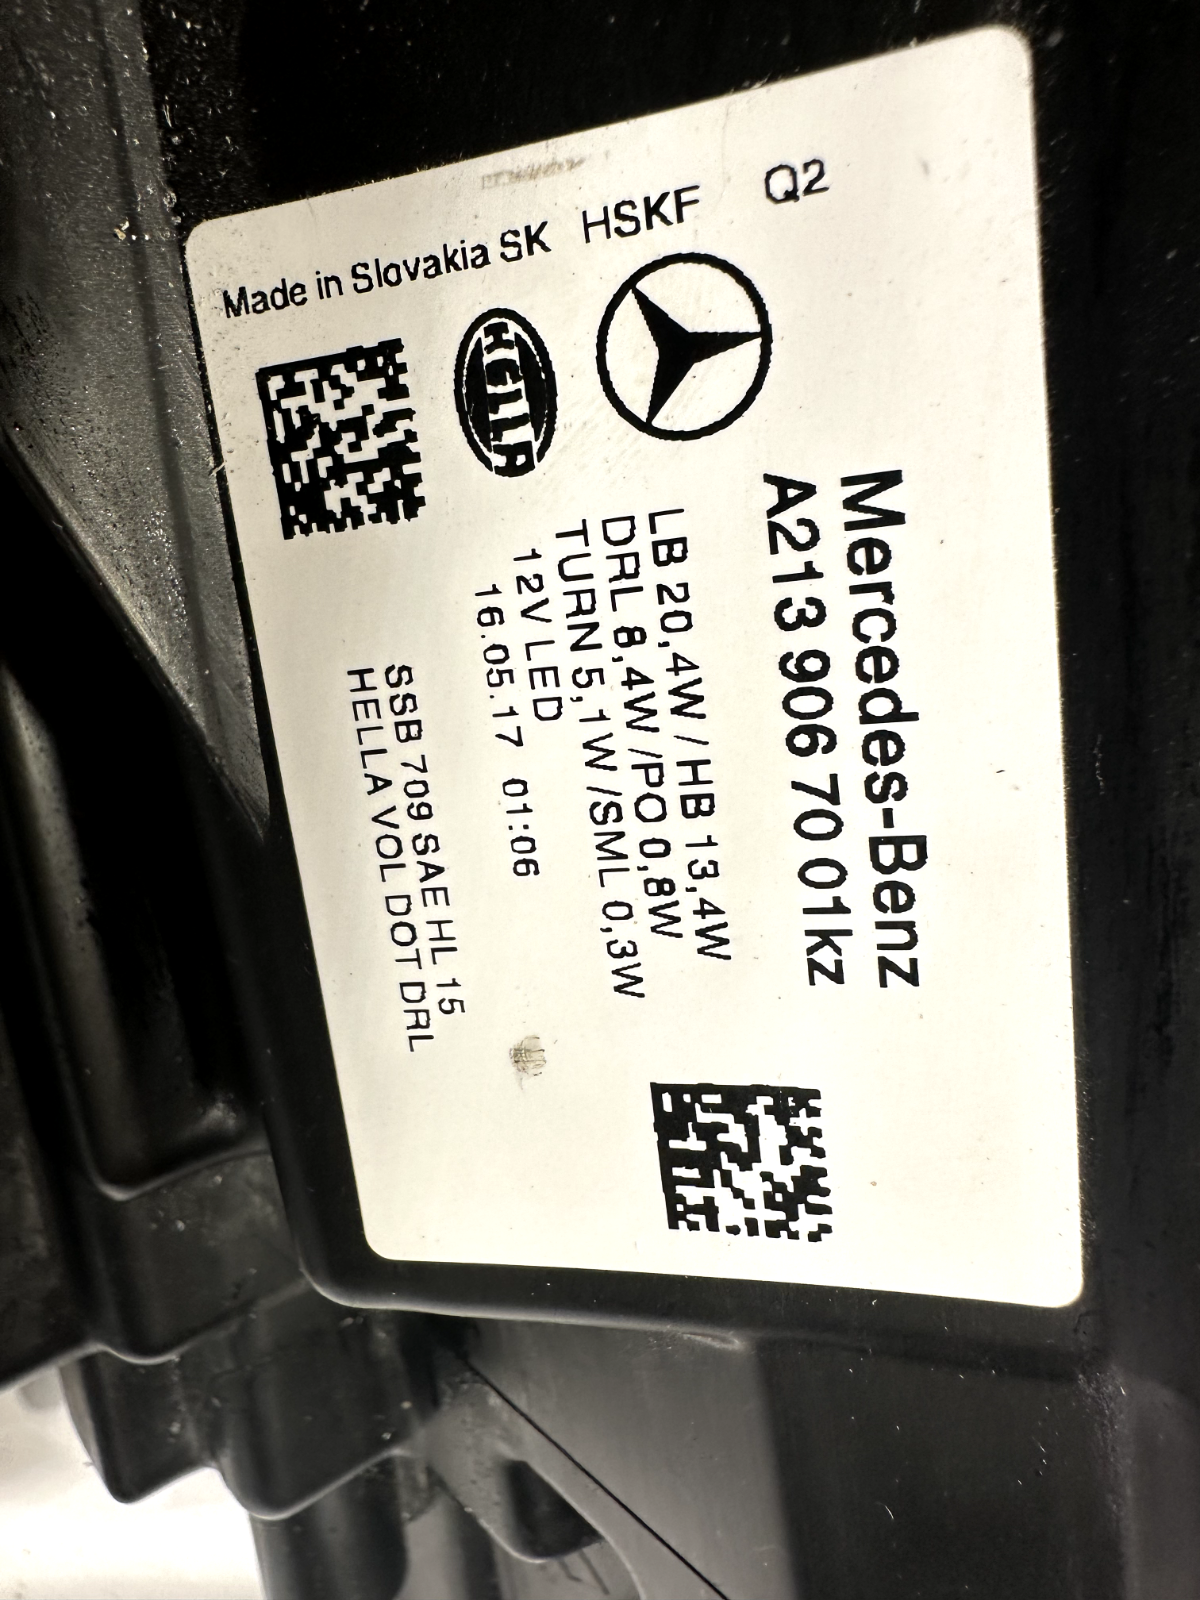 Mercedes-Benz
A213 906 70 01kz
LB 20,4W / HB 13,4W
DRL 8,4W /PO 0,8W
TURN 5,1W /SML 0,3W
12V LED
16.05.17 01:06
SSB 709 SAE HL 15
HELLA VOL DOT DRL
HELLA
Made in Slovakia SK HSKF Q2